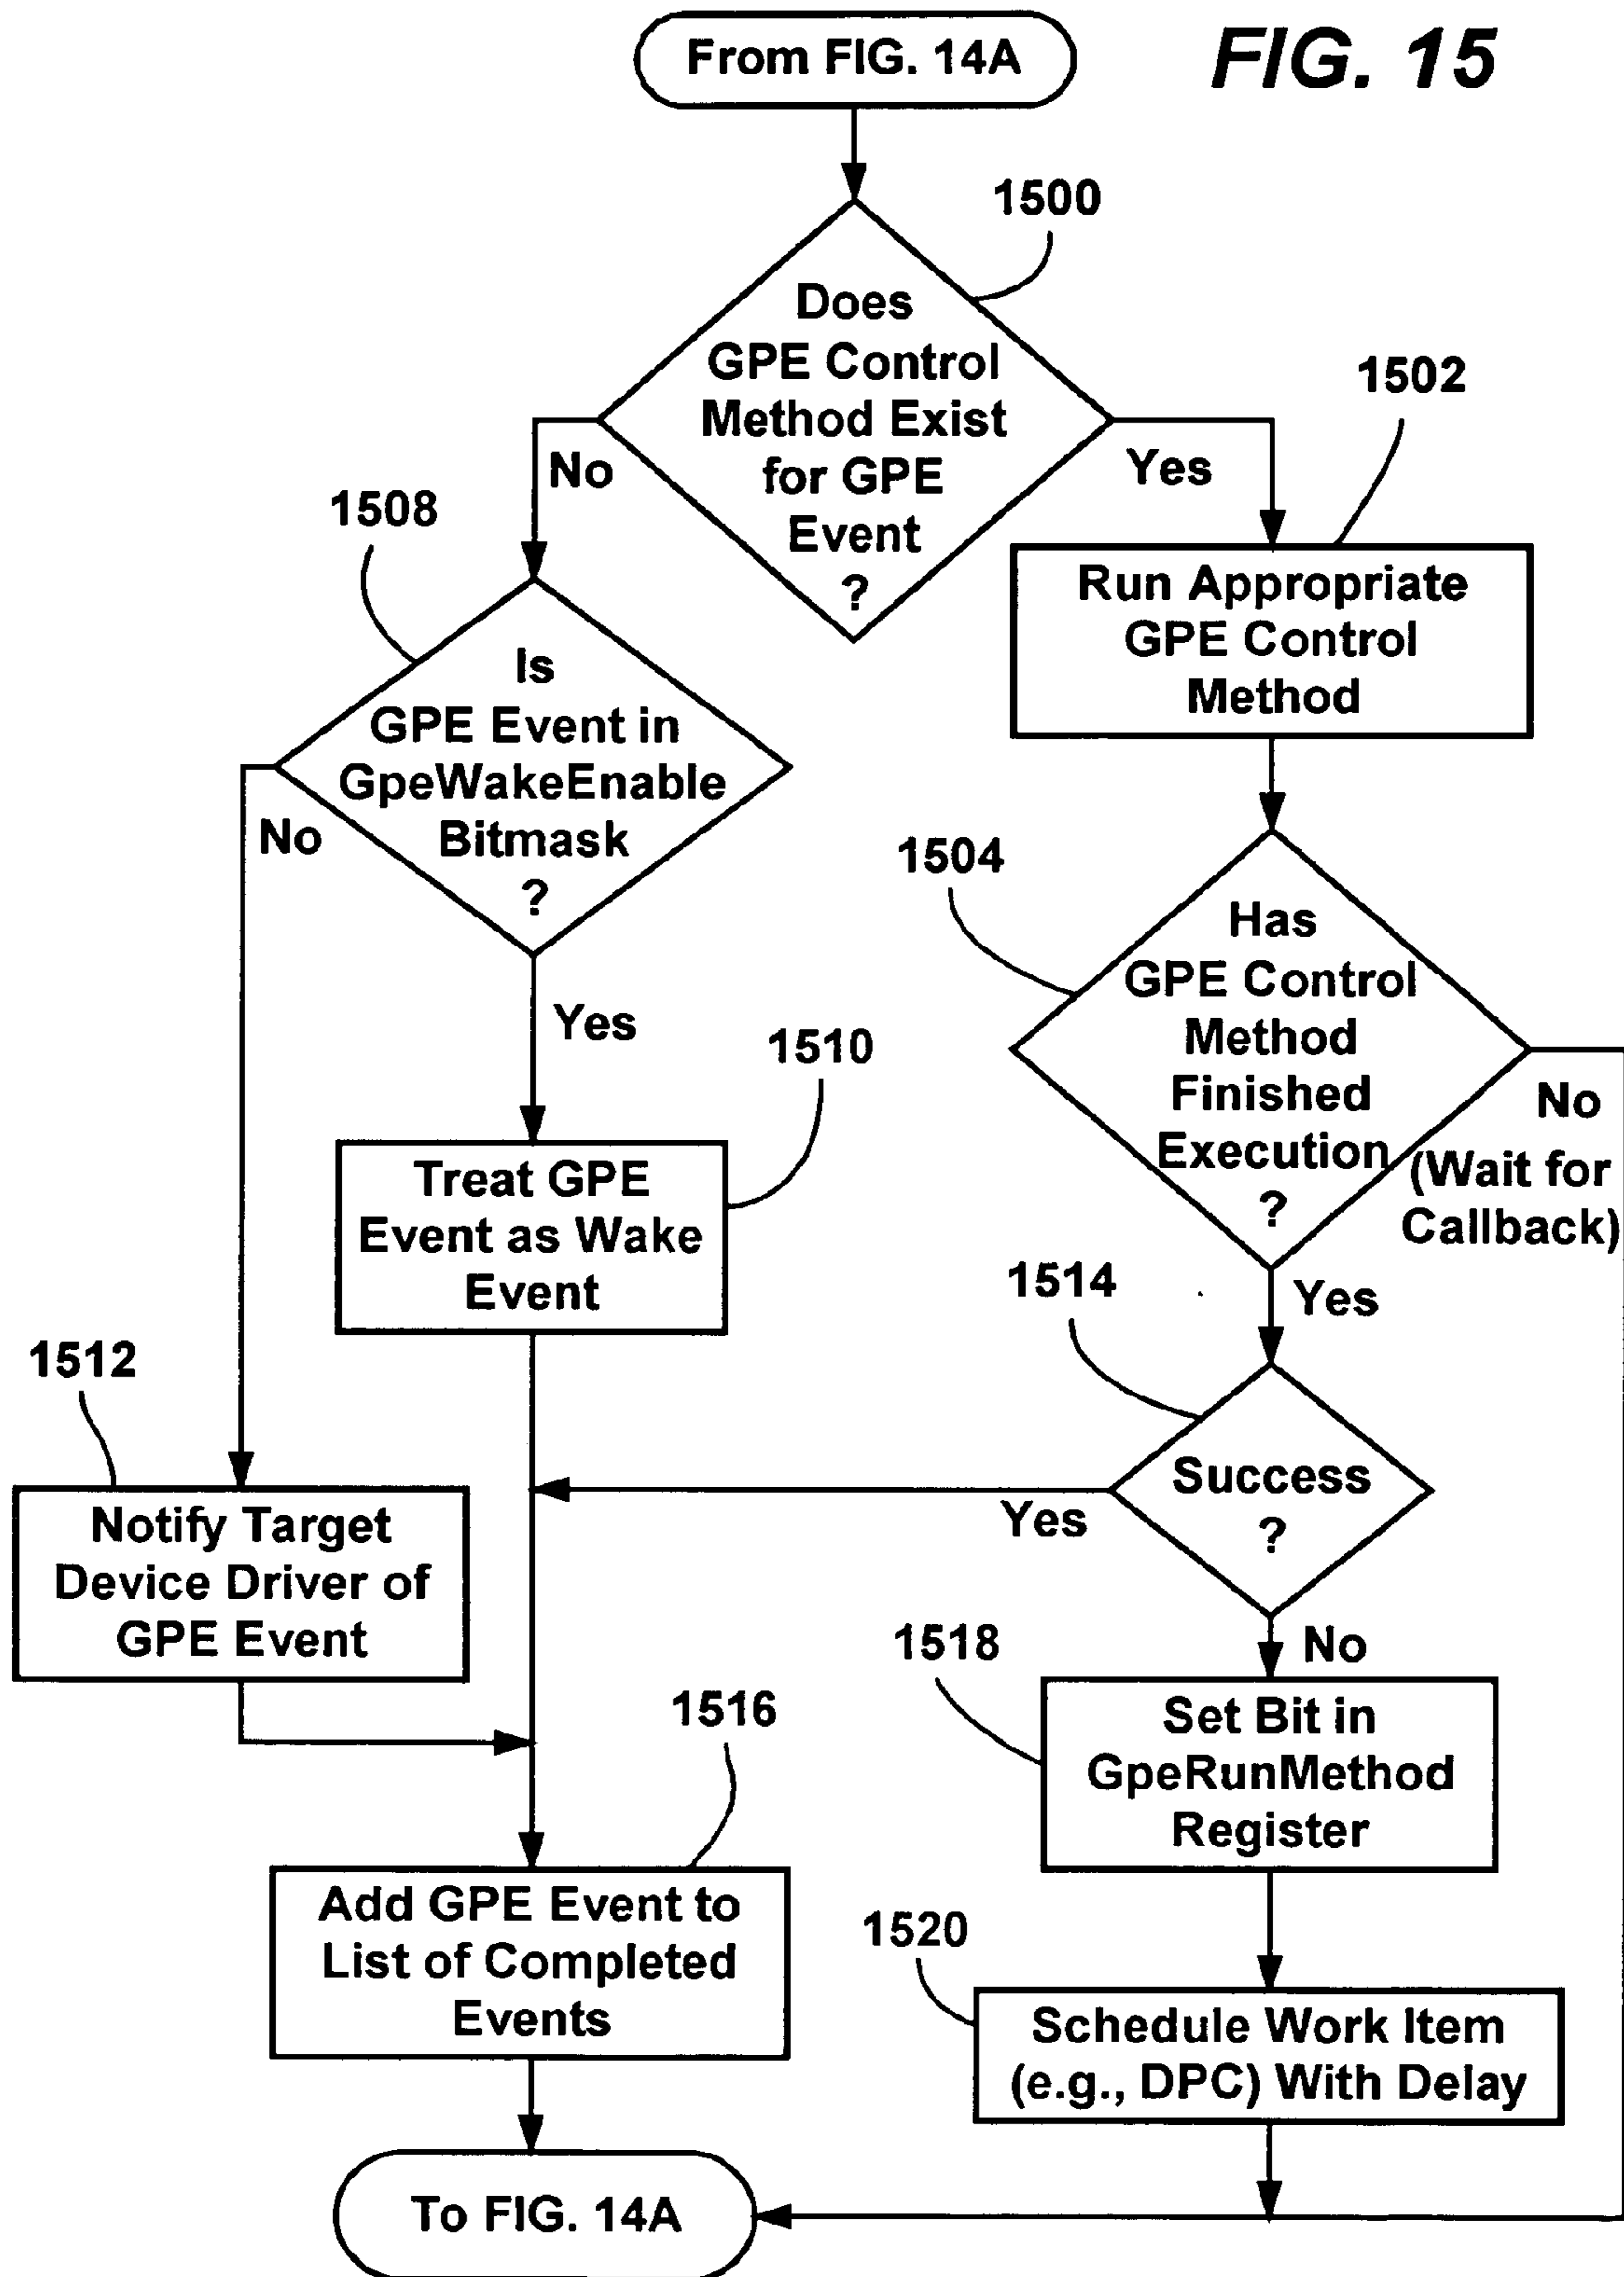 From FIG. 14A
FIG. 15
1500
Does
GPE Control
Method Exist
for GPE
Event
?
No
Yes
1502
Run Appropriate
GPE Control
Method
1508
Is
GPE Event in
GpeWakeEnable
Bitmask
?
No
Yes
1504
Has
GPE Control
Method
Finished
Execution
?
No
(Wait for
Callback)
Yes
1510
Treat GPE
Event as Wake
Event
1514
Success
?
Yes
No
1512
Notify Target
Device Driver of
GPE Event
1518
Set Bit in
GpeRunMethod
Register
1516
Add GPE Event to
List of Completed
Events
1520
Schedule Work Item
(e.g., DPC) With Delay
To FIG. 14A